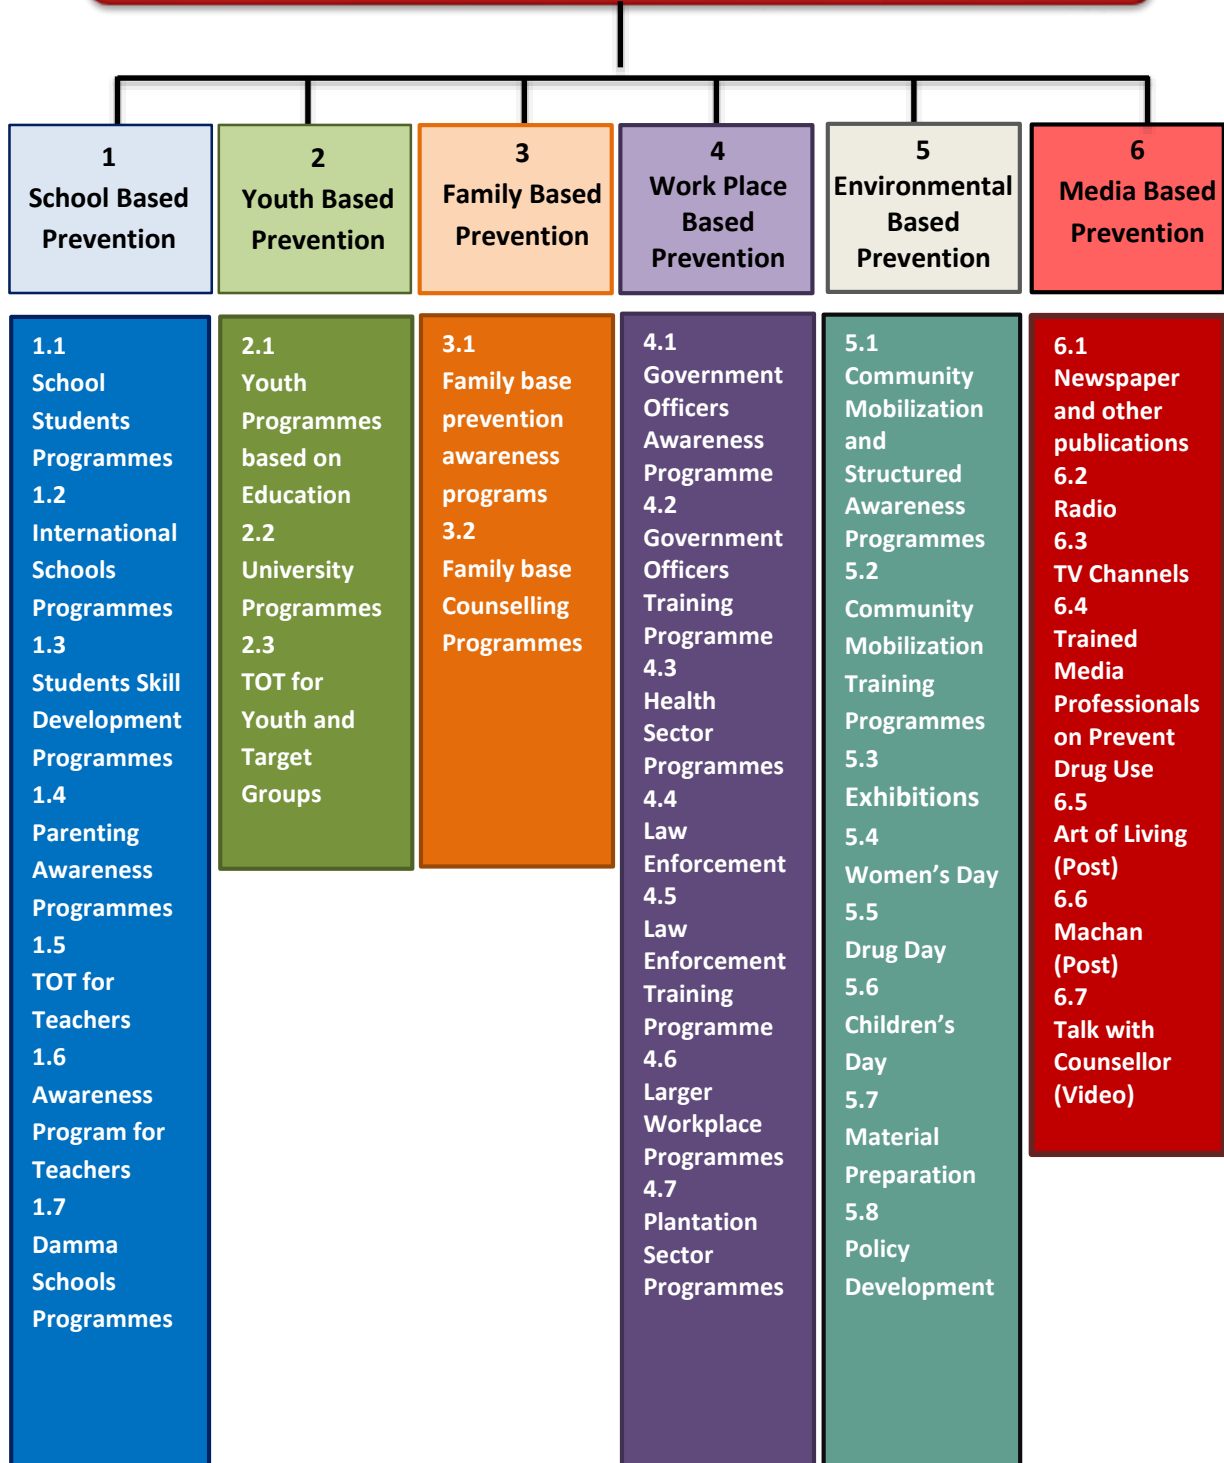 1
School Based
Prevention
2
Youth Based
Prevention
3
Family Based
Prevention
4
Work Place
Based
Prevention
5
Environmental
Based
Prevention
6
Media Based
Prevention
1.1
School
Students
Programmes
1.2
International
Schools
Programmes
1.3
Students Skill
Development
Programmes
1.4
Parenting
Awareness
Programmes
1.5
TOT for
Teachers
1.6
Awareness
Program for
Teachers
1.7
Damma
Schools
Programmes
2.1
Youth
Programmes
based on
Education
2.2
University
Programmes
2.3
TOT for
Youth and
Target
Groups
3.1
Family base
prevention
awareness
programs
3.2
Family base
Counselling
Programmes
4.1
Government
Officers
Awareness
Programme
4.2
Government
Officers
Training
Programme
4.3
Health
Sector
Programmes
4.4
Law
Enforcement
4.5
Law
Enforcement
Training
Programme
4.6
Larger
Workplace
Programmes
4.7
Plantation
Sector
Programmes
5.1
Community
Mobilization
and
Structured
Awareness
Programmes
5.2
Community
Mobilization
Training
Programmes
5.3
Exhibitions
5.4
Women’s Day
5.5
Drug Day
5.6
Children’s
Day
5.7
Material
Preparation
5.8
Policy
Development
6.1
Newspaper
and other
publications
6.2
Radio
6.3
TV Channels
6.4
Trained
Media
Professionals
on Prevent
Drug Use
6.5
Art of Living
(Post)
6.6
Machan
(Post)
6.7
Talk with
Counsellor
(Video)